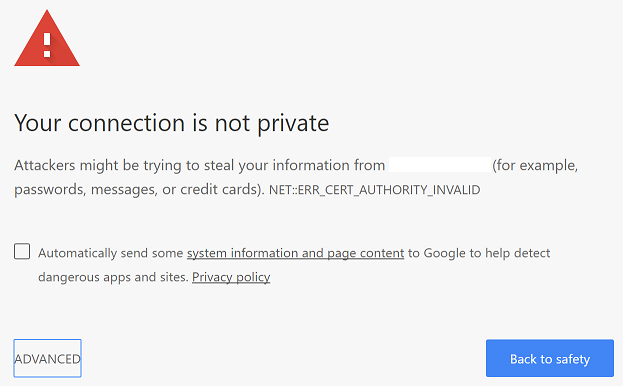 Your connection is not private
Attackers might be trying to steal your information from (for example,
passwords, messages, or credit cards). NET::ERR_CERT_AUTHORITY_INVALID
Automatically send some system information and page content to Google to help detect
dangerous apps and sites. Privacy policy
ADVANCED
Back to safety